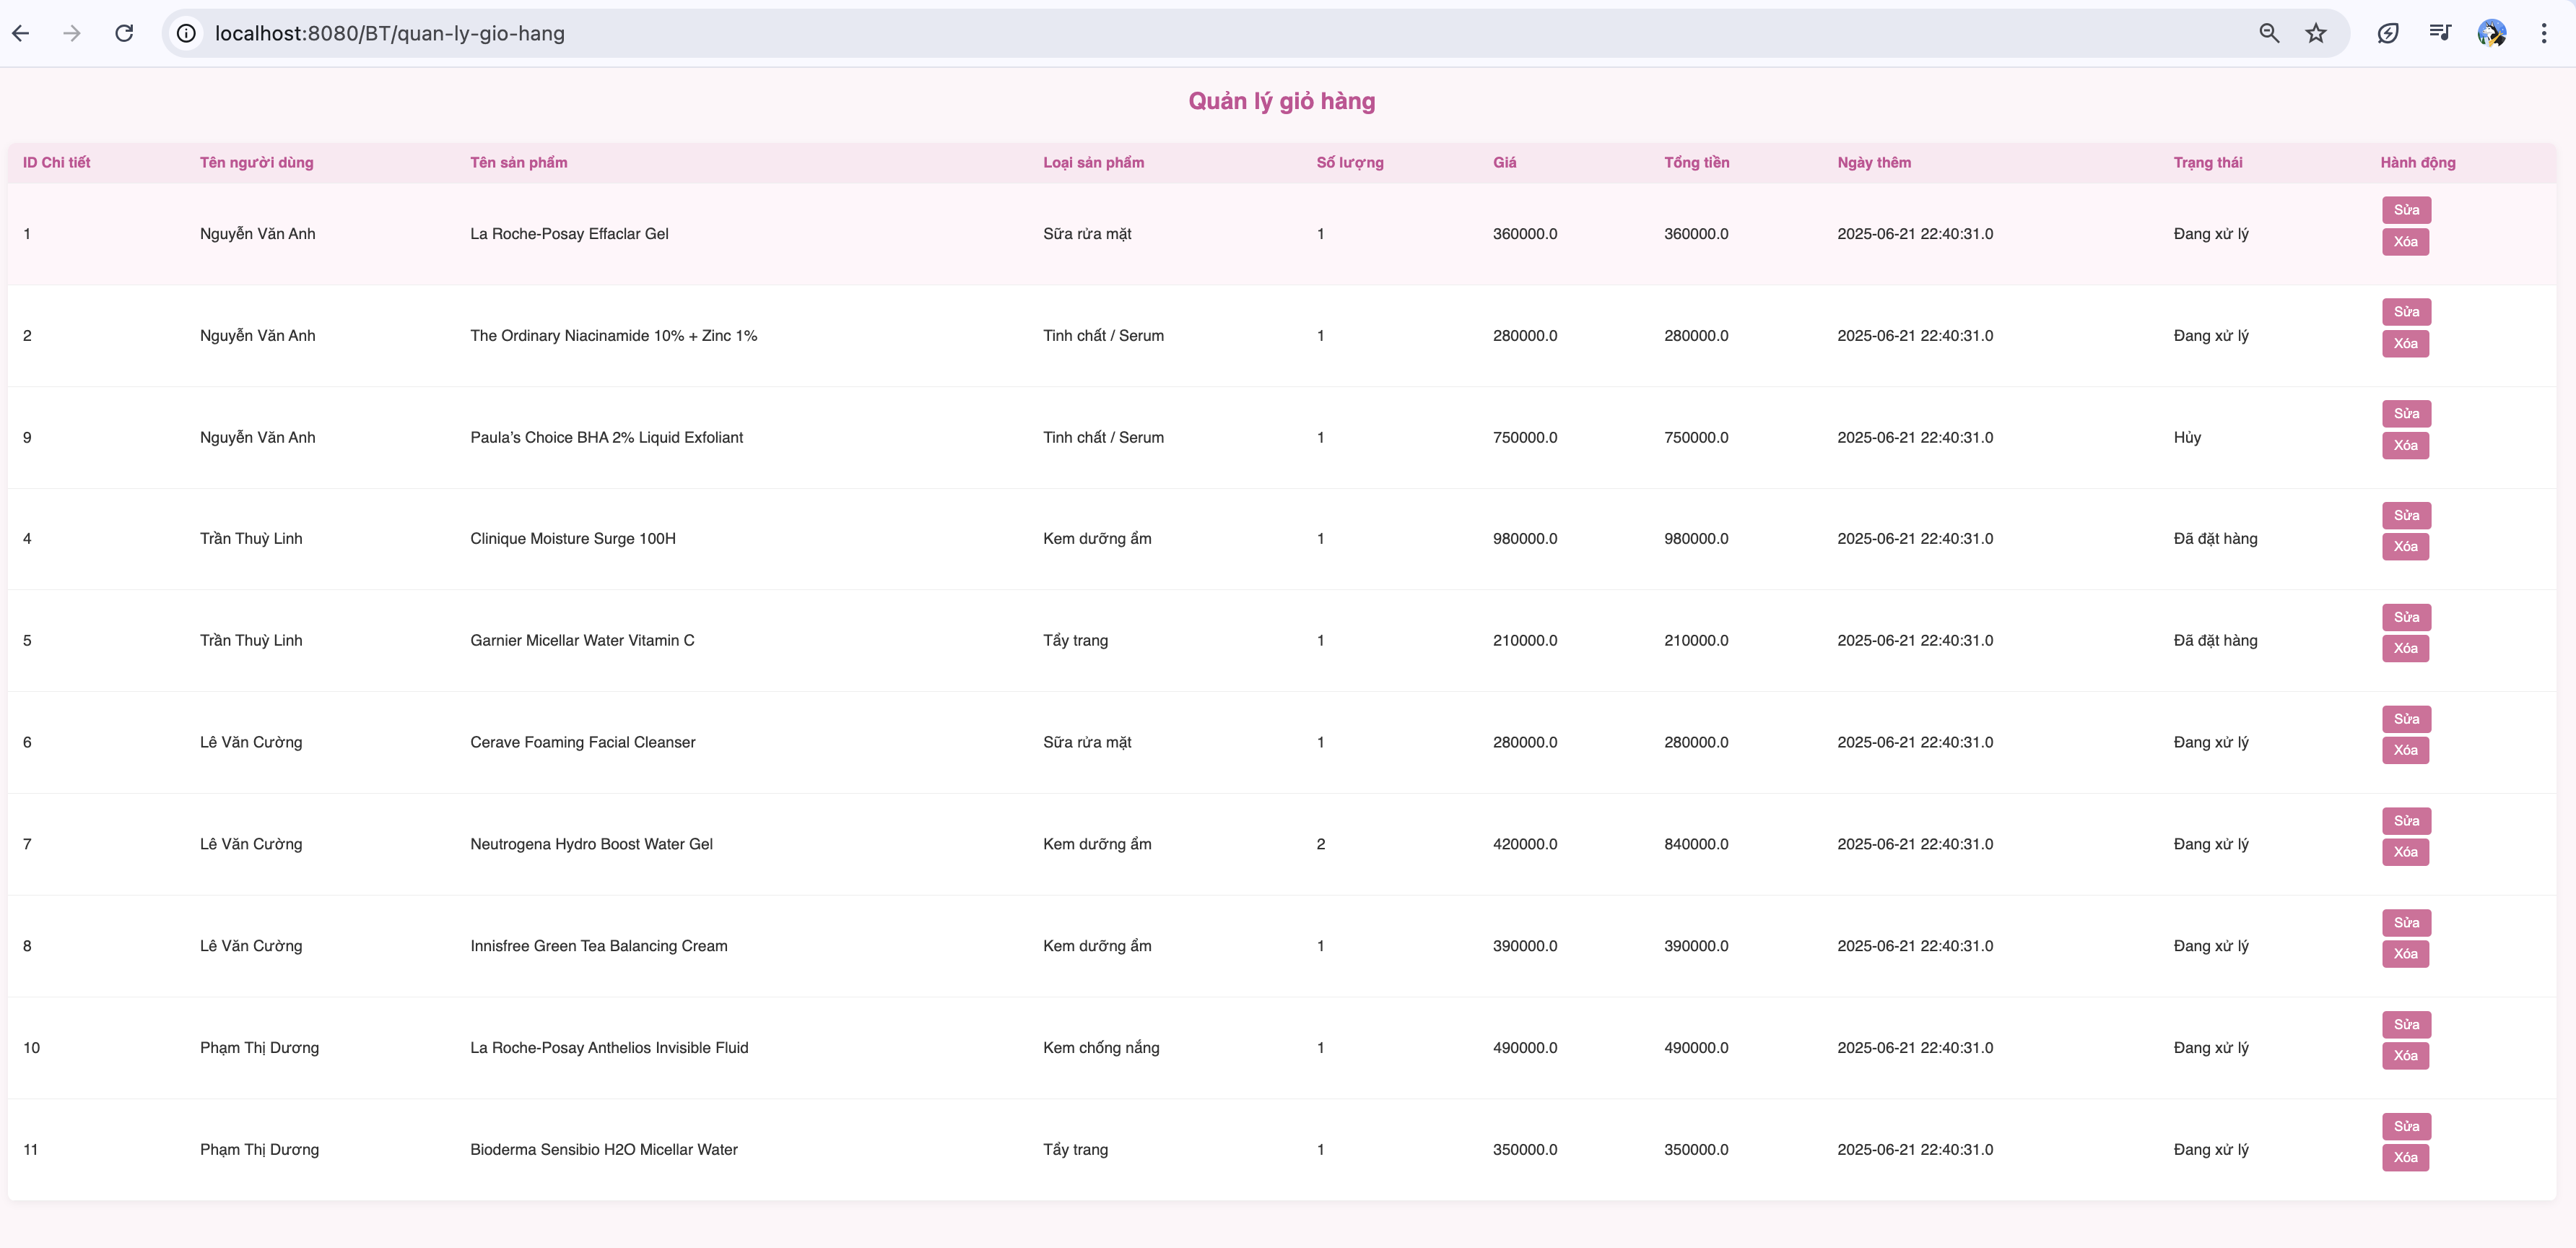 localhost:8080/BT/quan-ly-gio-hang
Quản lý giỏ hàng
ID Chi tiết Tên người dùng Tên sản phẩm Loại sản phẩm Số lượng Giá Tổng tiền Ngày thêm Trạng thái Hành động
1 Nguyễn Văn Anh La Roche-Posay Effaclar Gel Sữa rửa mặt 1 360000.0 360000.0 2025-06-21 22:40:31.0 Đang xử lý Sửa
Xóa
2 Nguyễn Văn Anh The Ordinary Niacinamide 10% + Zinc 1% Tinh chất / Serum 1 280000.0 280000.0 2025-06-21 22:40:31.0 Đang xử lý Sửa
Xóa
9 Nguyễn Văn Anh Paula’s Choice BHA 2% Liquid Exfoliant Tinh chất / Serum 1 750000.0 750000.0 2025-06-21 22:40:31.0 Hủy Sửa
Xóa
4 Trần Thuỳ Linh Clinique Moisture Surge 100H Kem dưỡng ẩm 1 980000.0 980000.0 2025-06-21 22:40:31.0 Đã đặt hàng Sửa
Xóa
5 Trần Thuỳ Linh Garnier Micellar Water Vitamin C Tẩy trang 1 210000.0 210000.0 2025-06-21 22:40:31.0 Đã đặt hàng Sửa
Xóa
6 Lê Văn Cường Cerave Foaming Facial Cleanser Sữa rửa mặt 1 280000.0 280000.0 2025-06-21 22:40:31.0 Đang xử lý Sửa
Xóa
7 Lê Văn Cường Neutrogena Hydro Boost Water Gel Kem dưỡng ẩm 2 420000.0 840000.0 2025-06-21 22:40:31.0 Đang xử lý Sửa
Xóa
8 Lê Văn Cường Innisfree Green Tea Balancing Cream Kem dưỡng ẩm 1 390000.0 390000.0 2025-06-21 22:40:31.0 Đang xử lý Sửa
Xóa
10 Phạm Thị Dương La Roche-Posay Anthelios Invisible Fluid Kem chống nắng 1 490000.0 490000.0 2025-06-21 22:40:31.0 Đang xử lý Sửa
Xóa
11 Phạm Thị Dương Bioderma Sensibio H2O Micellar Water Tẩy trang 1 350000.0 350000.0 2025-06-21 22:40:31.0 Đang xử lý Sửa
Xóa